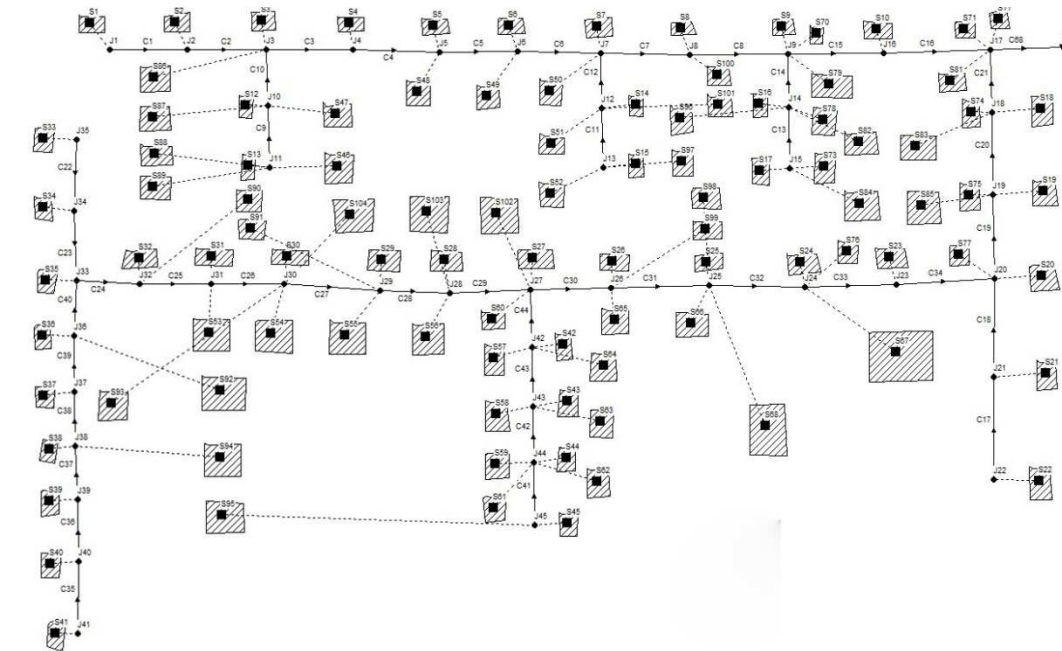 S1 S2 S3 S4 S5 S6 S7 S8 S9 S70 S10 S71 S11
J1 C1 J2 C2 J3 C3 J4 C4 J5 C5 J6 C6 J7 C7 J8 C8 J9 C15 J16 C16 J17 C68
S86 C10 S48 S49 S50 C12 S100 C14 S79 S81 C21
S87 S12 J10 S47 J12 S14 S96 S101 S16 J14 S78 S74 J18 S18
S33 J35 S88 C9 S51 C11 C13 S82 S83
C22 S89 S13 J11 S46 J13 S15 S97 S17 J15 S73 C20
S34 J34 S90 S104 S103 S102 S52 S98 S84 S85 S75 J19 S19
S91 S99
C23 S32 S31 S30 S29 S28 S27 S26 S25 S24 S76 S23 S77 C19
S35 J33 C24 J32 C25 J31 C26 J30 C27 J29 C28 J28 C29 J27 C30 J26 C31 J25 C32 J24 C33 J23 C34 J20 S20
C40 S53 S54 S55 S56 S60 C44 S65 S66 C18
S36 J36 S57 J42 S42 S64 S67
C39 C43
S37 J37 S93 S92 J21 S21
C38 S58 J43 S43 S63 S68
S38 J38 S94 C42 C17
C37 S59 J44 S44 S62 J22 S22
S39 J39 C41
C36 S95 S61 J45 S45
S40 J40
C35
S41 J41